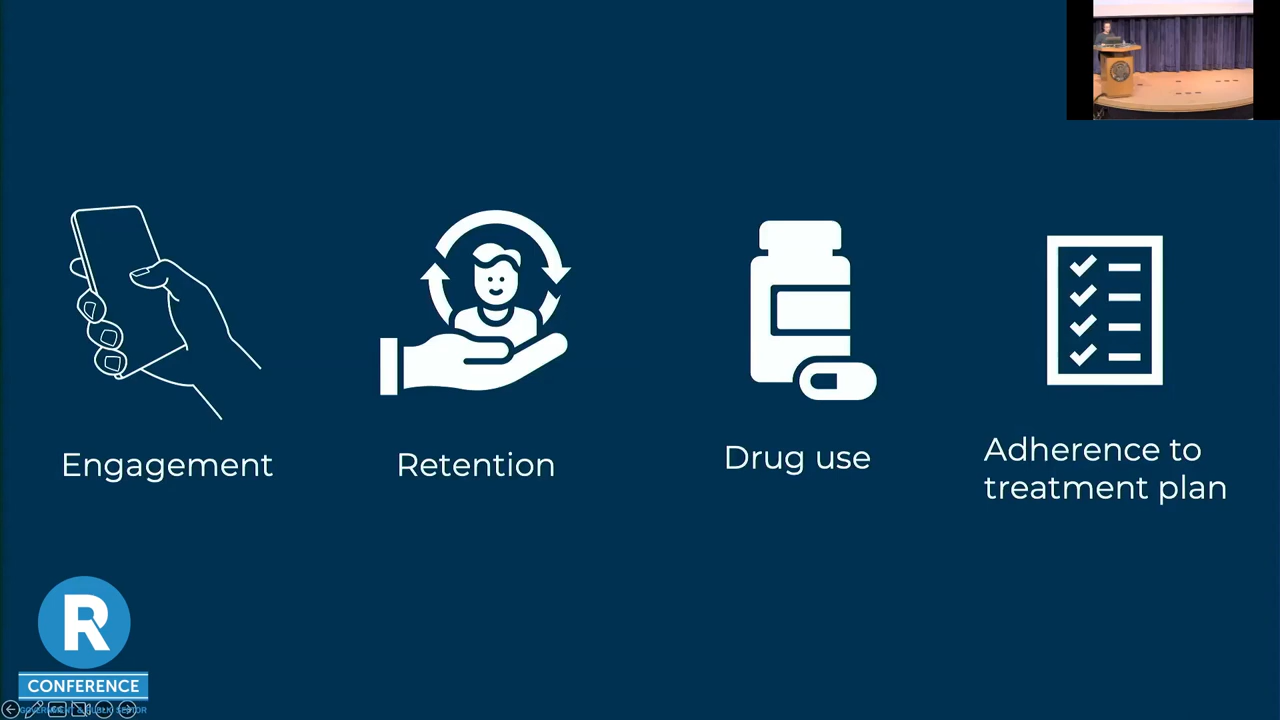 Engagement
Retention
Drug use
Adherence to
treatment plan
R
CONFERENCE